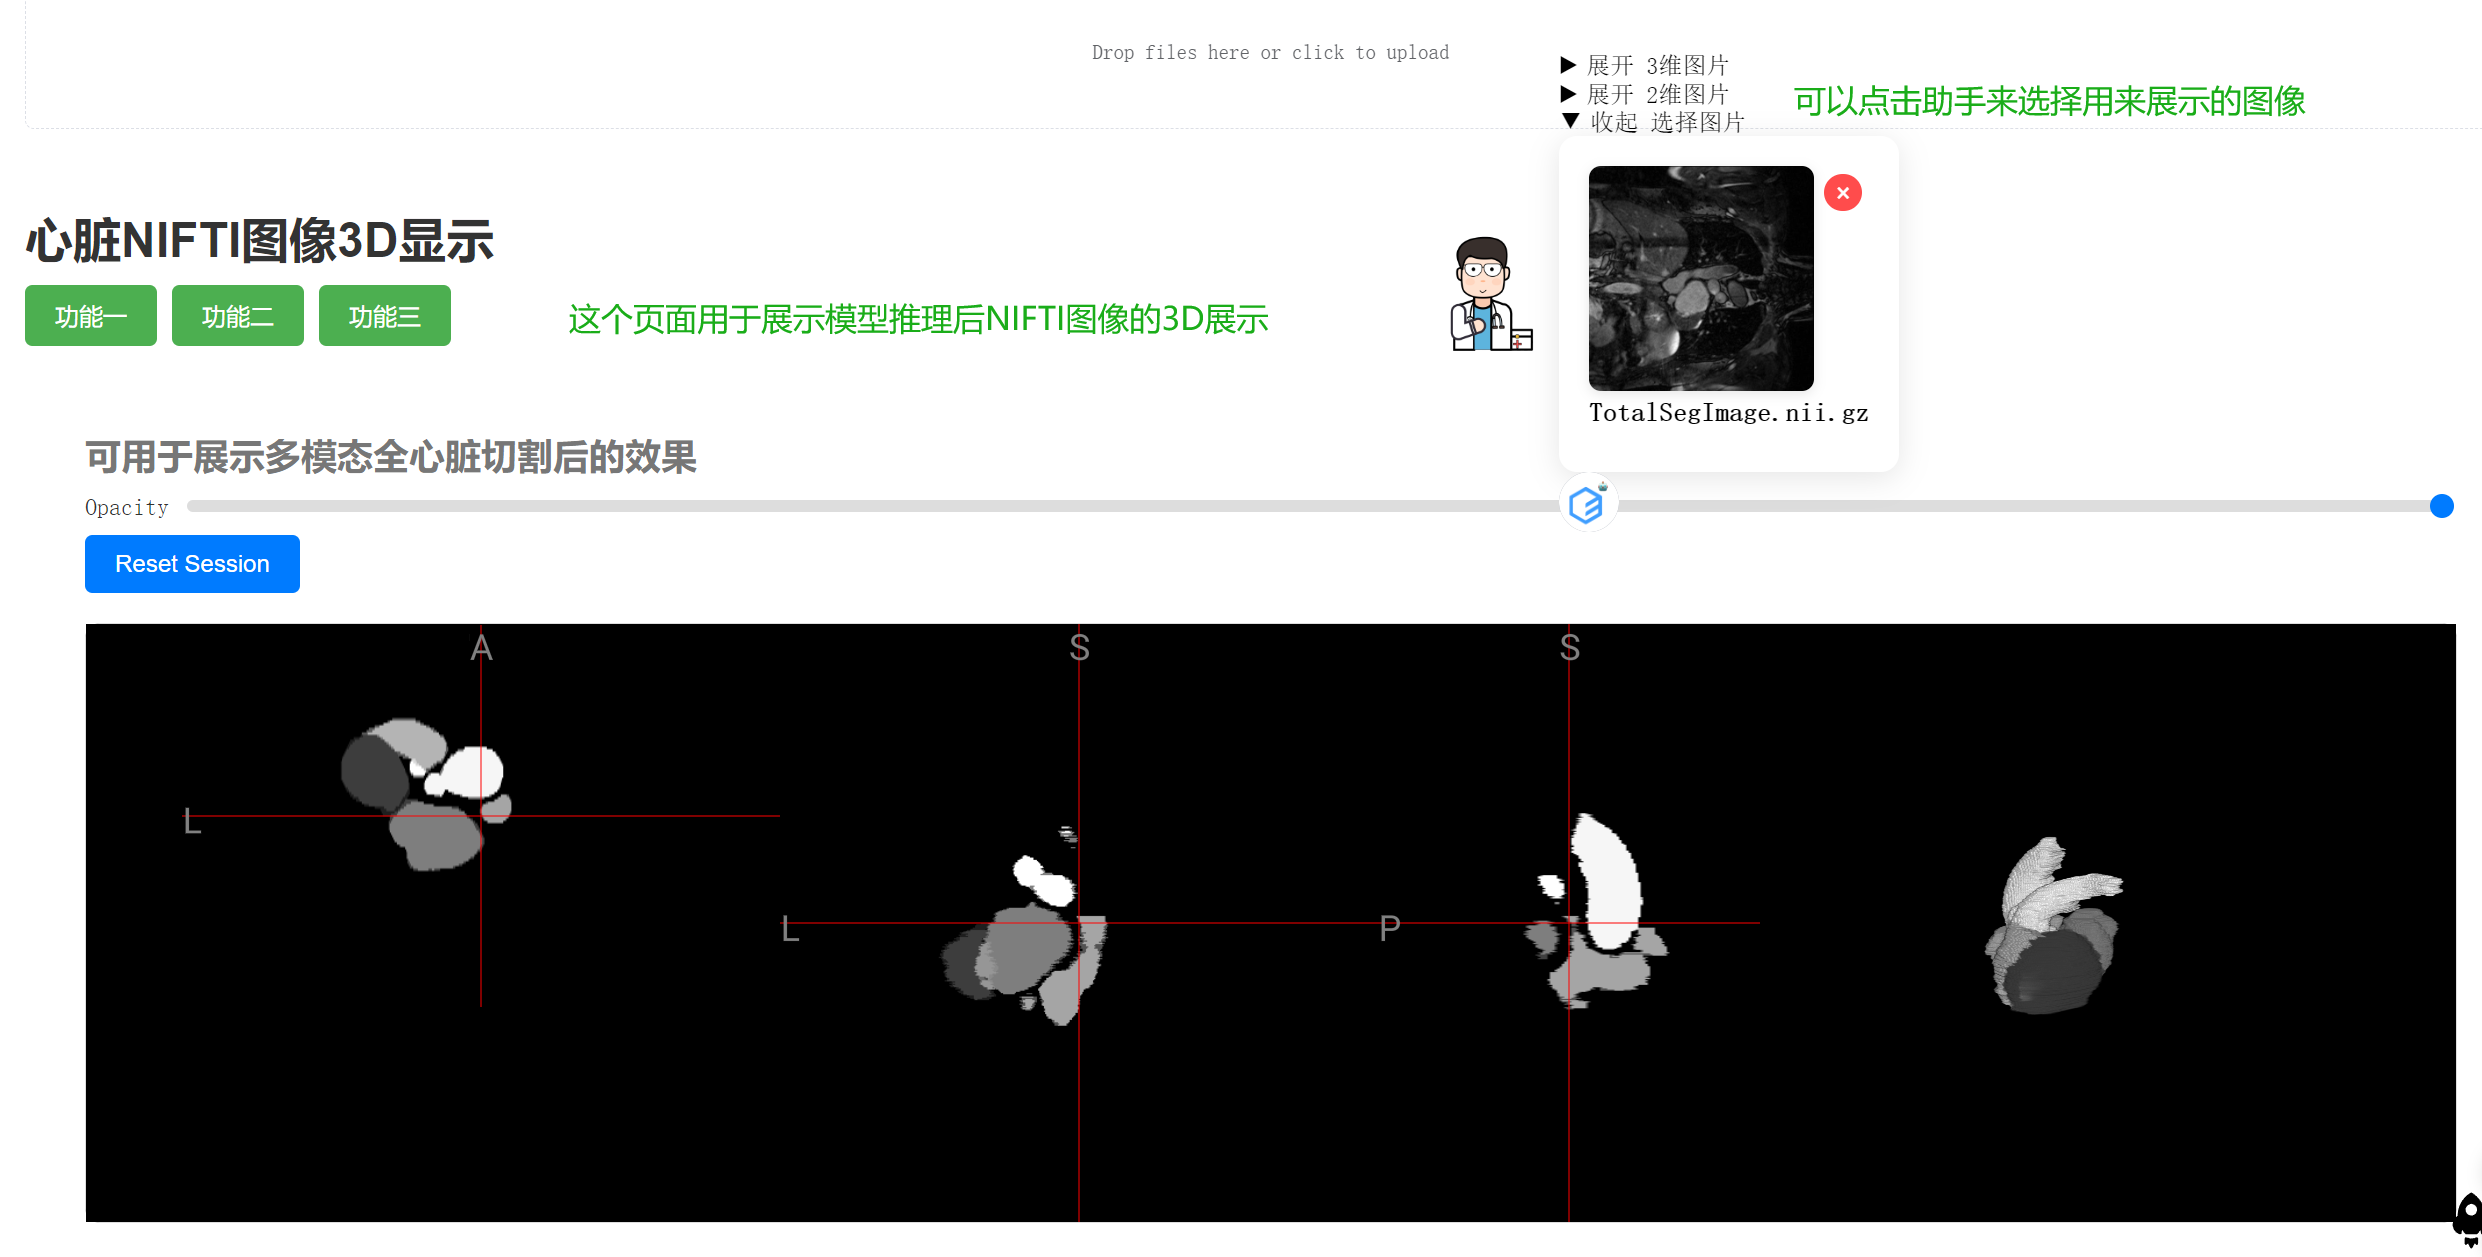 Drop files here or click to upload
▶ 展开 3维图片
▶ 展开 2维图片
▼ 收起 选择图片
可以点击助手来选择用来展示的图像
×
TotalSegImage.nii.gz
心脏NIFTI图像3D显示
功能一 功能二 功能三
这个页面用于展示模型推理后NIFTI图像的3D展示
可用于展示多模态全心脏切割后的效果
Opacity
Reset Session
A S S
L
L P